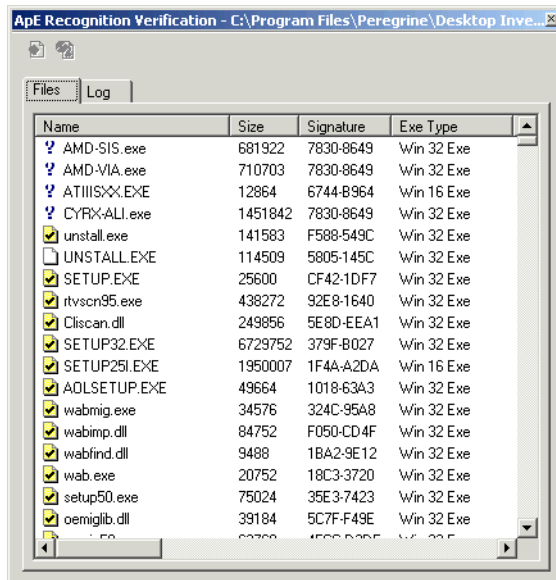 ApE Recognition Verification - C:\Program Files\Peregrine\Desktop Inve...
Files Log
Name Size Signature Exe Type
AMD-SIS.exe 681922 7830-8649 Win 32 Exe
AMD-VIA.exe 710703 7830-8649 Win 32 Exe
ATIIISXX.EXE 12864 6744-B964 Win 16 Exe
CYRX-ALI.exe 1451842 7830-8649 Win 32 Exe
unstall.exe 141583 F588-549C Win 32 Exe
UNSTALL.EXE 114509 5805-145C Win 32 Exe
SETUP.EXE 25600 CF42-1DF7 Win 32 Exe
rtvscn95.exe 438272 92E8-1640 Win 32 Exe
Cliscan.dll 249856 5E8D-EEA1 Win 32 Exe
SETUP32.EXE 6729752 379F-B027 Win 32 Exe
SETUP25I.EXE 1950007 1F4A-A2DA Win 16 Exe
AOLSETUP.EXE 49664 1018-63A3 Win 32 Exe
wabmig.exe 34576 324C-95A8 Win 32 Exe
wabimp.dll 84752 F050-CD4F Win 32 Exe
wabfind.dll 9488 1BA2-9E12 Win 32 Exe
wab.exe 20752 18C3-3720 Win 32 Exe
setup50.exe 75024 35E3-7423 Win 32 Exe
oemiglib.dll 39184 5C7F-F49E Win 32 Exe